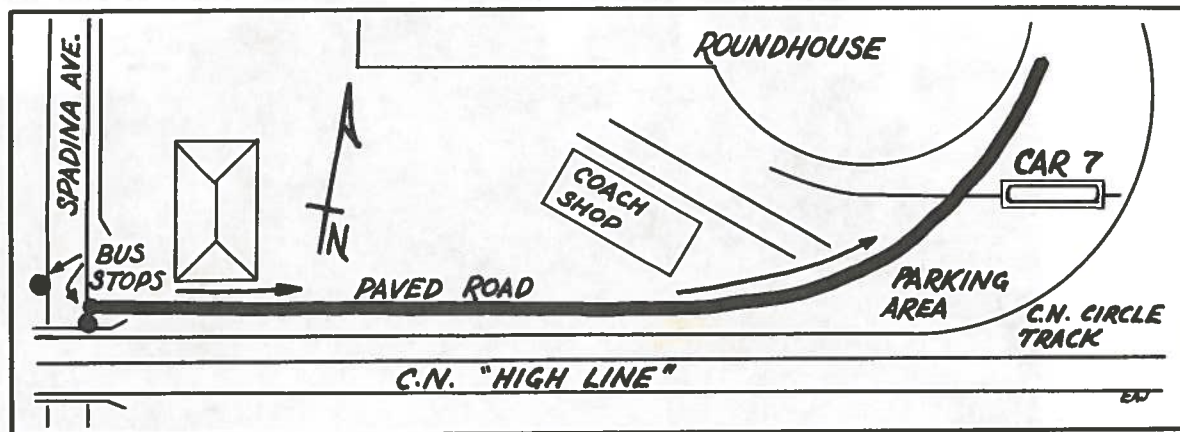 SPADINA AVE.
ROUNDHOUSE
COACH
SHOP
CAR 7
N
BUS
STOPS
PAVED ROAD
PARKING
AREA
C.N. CIRCLE
TRACK
C.N. "HIGH LINE"